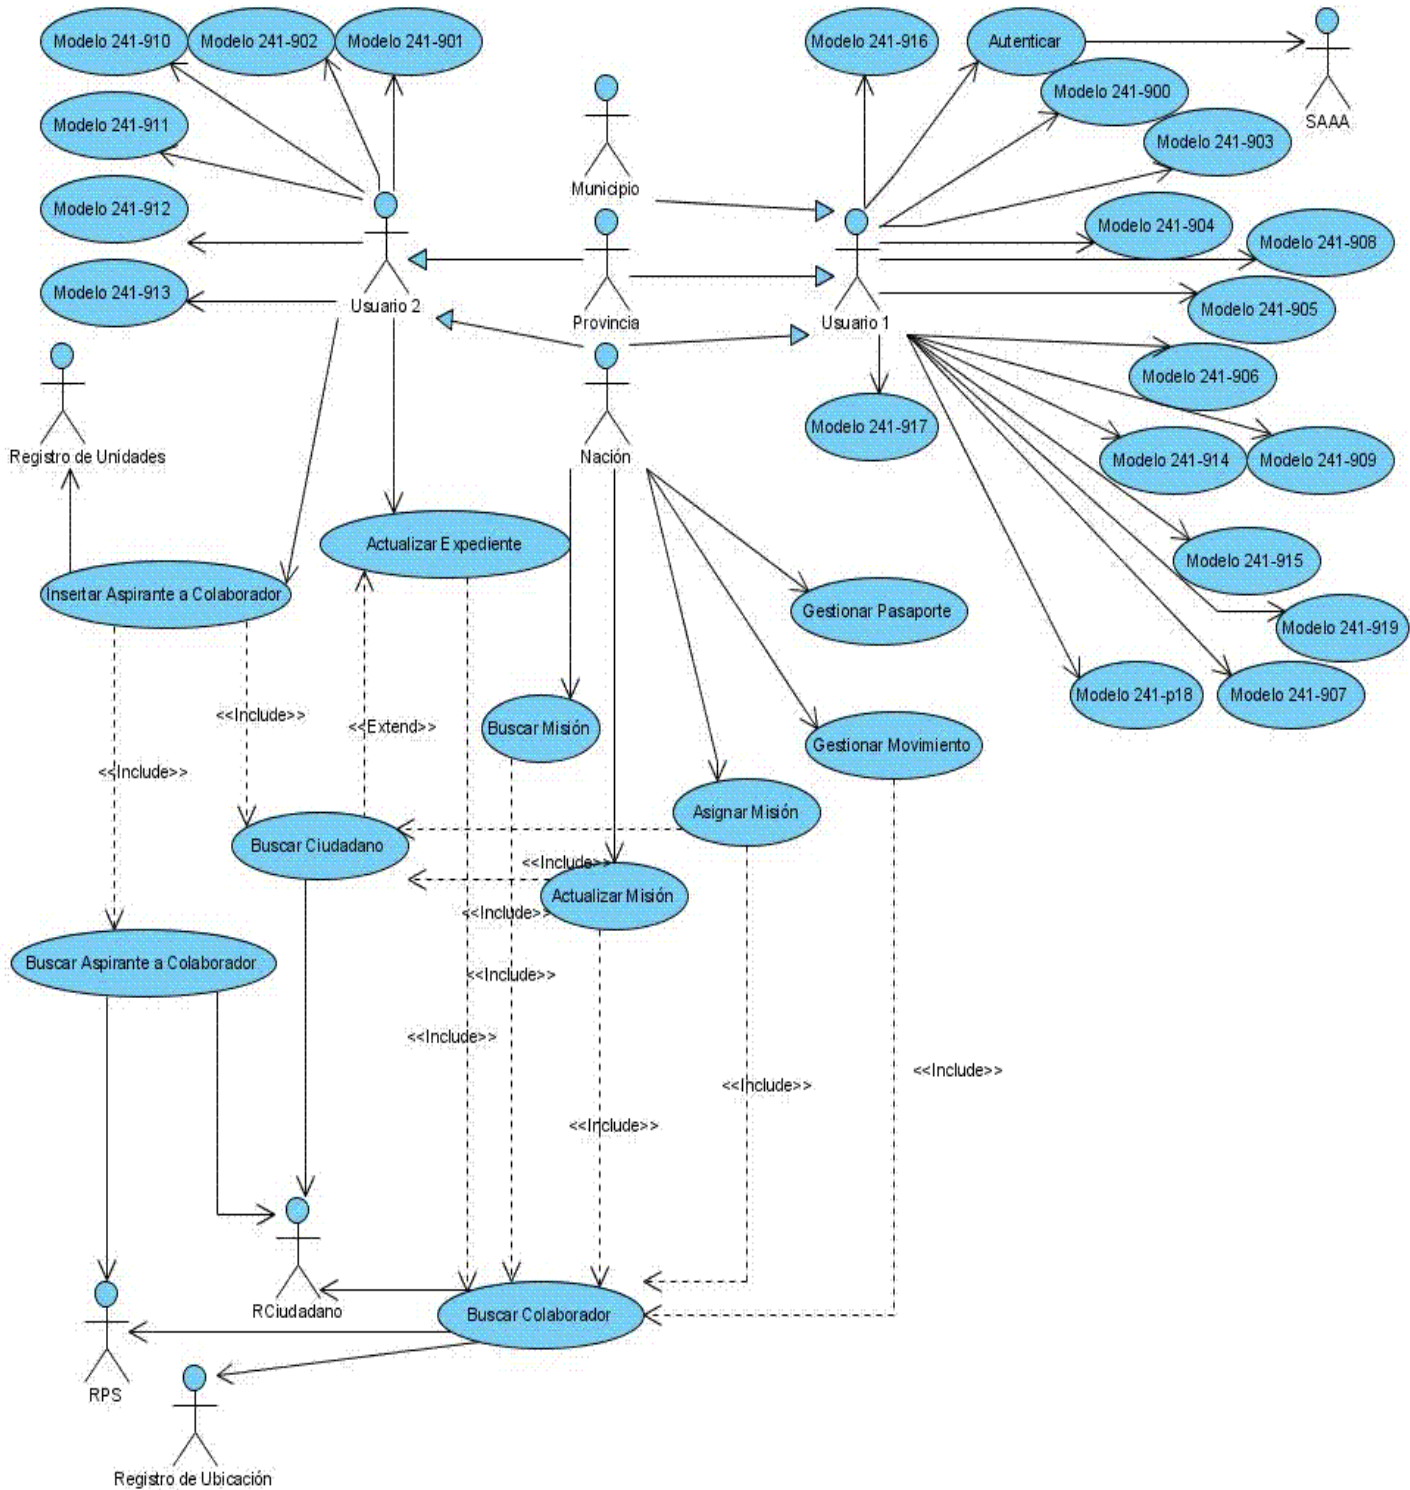 Modelo 241-910
Modelo 241-902
Modelo 241-901
Modelo 241-916
Autenticar
Modelo 241-900
SAAA
Modelo 241-911
Modelo 241-903
Municipio
Modelo 241-912
Modelo 241-904
Modelo 241-908
Modelo 241-913
Usuario 2
Provincia
Usuario 1
Modelo 241-905
Modelo 241-906
Modelo 241-917
Registro de Unidades
Nación
Modelo 241-914
Modelo 241-909
Actualizar Expediente
Modelo 241-915
Insertar Aspirante a Colaborador
Gestionar Pasaporte
Modelo 241-919
Modelo 241-p18
Modelo 241-907
<<Include>>
<<Extend>>
Buscar Misión
Gestionar Movimiento
<<Include>>
Asignar Misión
Buscar Ciudadano
<<Include>>
Actualizar Misión
<<Include>>
Buscar Aspirante a Colaborador
<<Include>>
<<Include>>
<<Include>>
<<Include>>
<<Include>>
RCiudadano
Buscar Colaborador
RPS
Registro de Ubicación